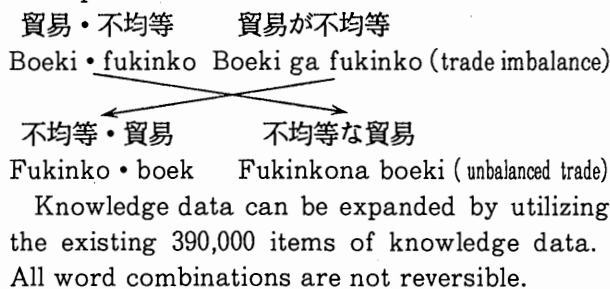 貿易・不均等 貿易が不均等
Boeki・fukinko Boeki ga fukinko (trade imbalance)
不均等・貿易 不均等な貿易
Fukinko・boek Fukinkona boeki (unbalanced trade)
Knowledge data can be expanded by utilizing
the existing 390,000 items of knowledge data.
All word combinations are not reversible.